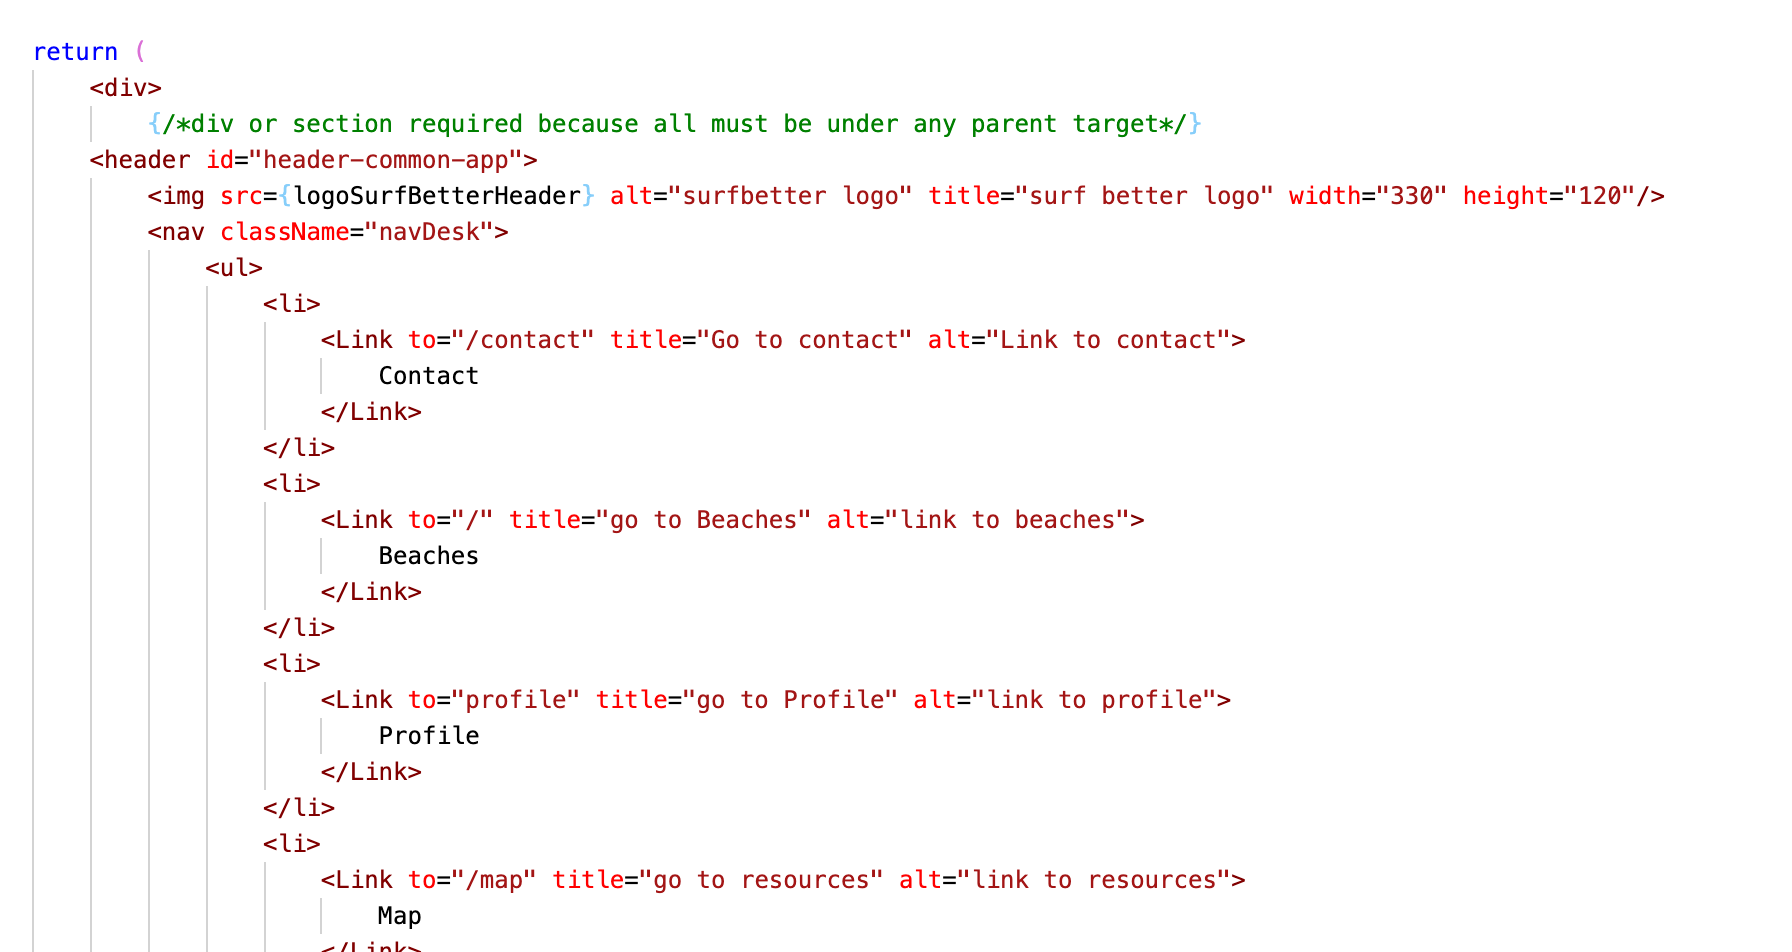 return (
<div>
{/*div or section required because all must be under any parent target*/}
<header id="header-common-app">
<img src={logoSurfBetterHeader} alt="surfbetter logo" title="surf better logo" width="330" height="120"/>
<nav className="navDesk">
<ul>
<li>
<Link to="/contact" title="Go to contact" alt="Link to contact">
Contact
</Link>
</li>
<li>
<Link to="/" title="go to Beaches" alt="link to beaches">
Beaches
</Link>
</li>
<li>
<Link to="profile" title="go to Profile" alt="link to profile">
Profile
</Link>
</li>
<li>
<Link to="/map" title="go to resources" alt="link to resources">
Map
</Link>